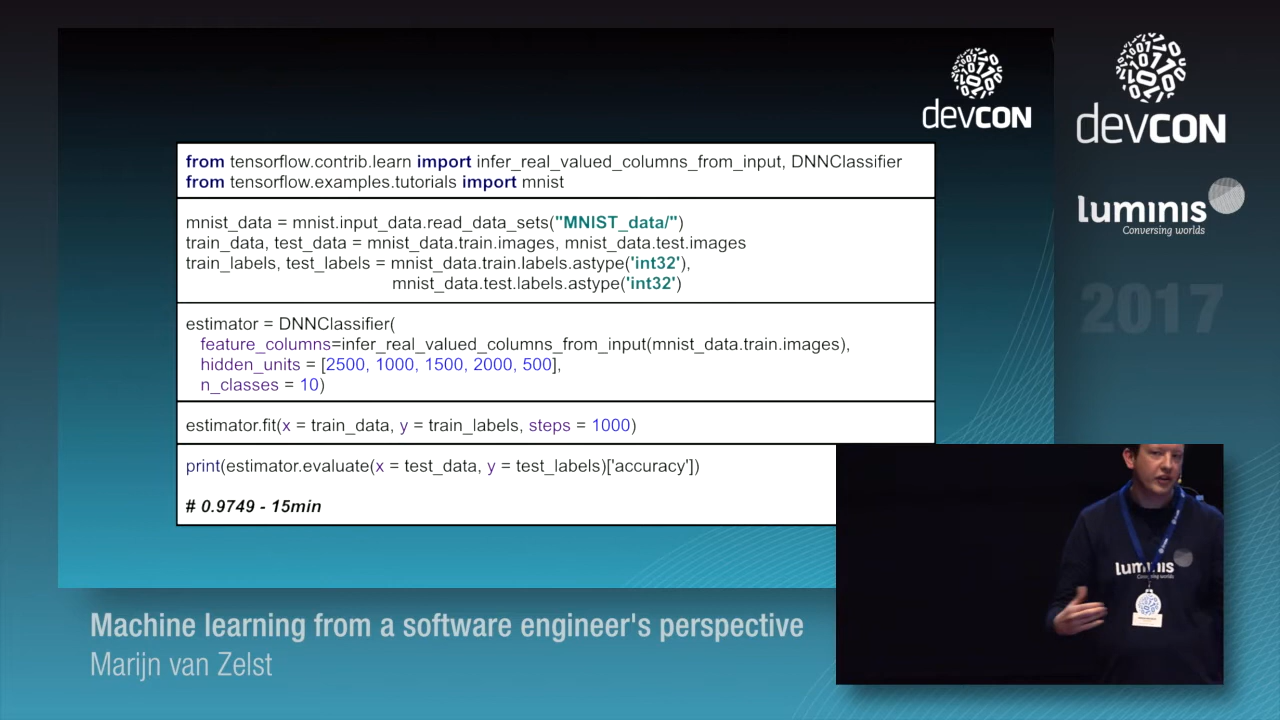 devcon
from tensorflow.contrib.learn import infer_real_valued_columns_from_input, DNNClassifier
from tensorflow.examples.tutorials import mnist
mnist_data = mnist.input_data.read_data_sets("MNIST_data/")
train_data, test_data = mnist_data.train.images, mnist_data.test.images
train_labels, test_labels = mnist_data.train.labels.astype('int32'),
mnist_data.test.labels.astype('int32')
estimator = DNNClassifier(
feature_columns=infer_real_valued_columns_from_input(mnist_data.train.images),
hidden_units = [2500, 1000, 1500, 2000, 500],
n_classes = 10)
estimator.fit(x = train_data, y = train_labels, steps = 1000)
print(estimator.evaluate(x = test_data, y = test_labels)['accuracy'])
# 0.9749 - 15min
devcon
luminis
Conversing worlds
2017
luminis
Conversing worlds
Machine learning from a software engineer's perspective
Marijn van Zelst